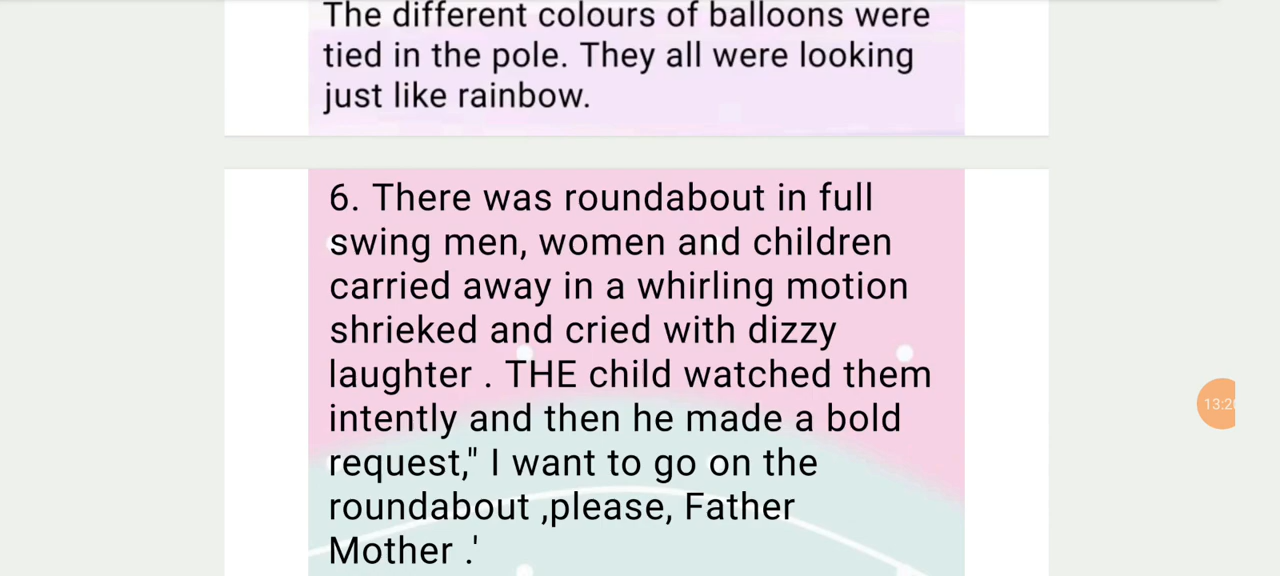 The different colours of balloons were
tied in the pole. They all were looking
just like rainbow.
6. There was roundabout in full
swing men, women and children
carried away in a whirling motion
shrieked and cried with dizzy
laughter . THE child watched them
intently and then he made a bold
request," I want to go on the
roundabout ,please, Father
Mother .'